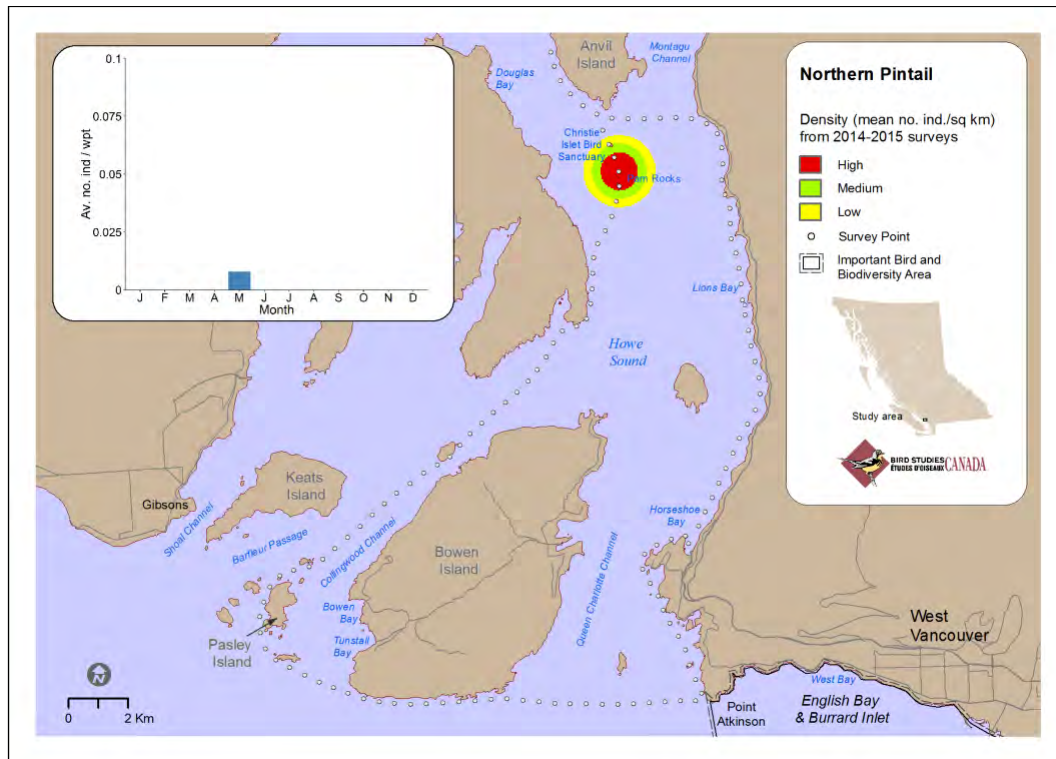 0.1
0.075
0.05
0.025
0
Av. no. ind / wpt
J F M A M J J A S O N D
Month
Anvil
Island
Montagu
Channel
Douglas
Bay
Christie
Islet Bird
Sanctuary
Pam Rocks
Lions Bay
Howe
Sound
Keats
Island
Gibsons
Shoal Channel
Barfleur Passage
Collingwood Channel
Bowen
Island
Horseshoe
Bay
Queen Charlotte Channel
Bowen
Bay
Tunstall
Bay
Pasley
Island
West
Vancouver
West Bay
Point
Atkinson
English Bay
& Burrard Inlet
N
0 2 Km
Northern Pintail
Density (mean no. ind./sq km)
from 2014-2015 surveys
High
Medium
Low
Survey Point
Important Bird and
Biodiversity Area
Study area
BIRD STUDIES
ÉTUDES D'OISEAUX CANADA